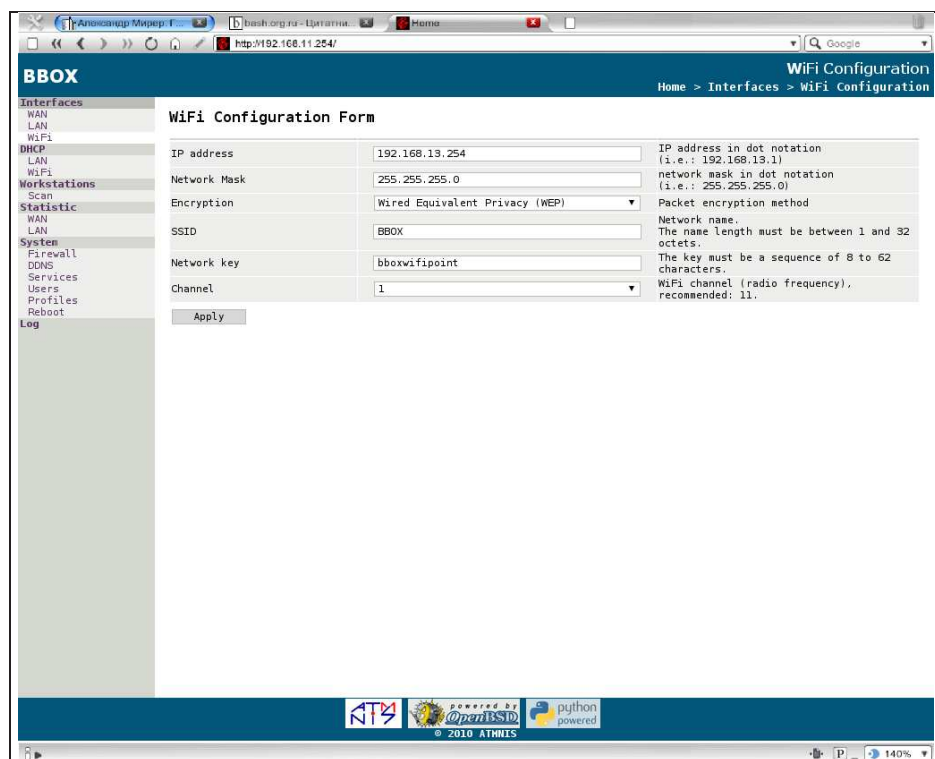 Александр Мирер. Г...
bash.org.ru - Цитатни...
Home
http://192.168.11.254/
Google
BBOX
WiFi Configuration
Home > Interfaces > WiFi Configuration
Interfaces
WAN
LAN
WiFi
DHCP
LAN
WiFi
Workstations
Scan
Statistic
WAN
LAN
System
Firewall
DDNS
Services
Users
Profiles
Reboot
Log
WiFi Configuration Form
IP address
192.168.13.254
IP address in dot notation
(i.e.: 192.168.13.1)
Network Mask
255.255.255.0
network mask in dot notation
(i.e.: 255.255.255.0)
Encryption
Wired Equivalent Privacy (WEP)
Packet encryption method
SSID
BBOX
Network name.
The name length must be between 1 and 32
octets.
Network key
bboxwifipoint
The key must be a sequence of 8 to 62
characters.
Channel
1
WiFi channel (radio frequency),
recommended: 11.
Apply
powered by
OpenBSD
python
powered
© 2010 ATHNIS
P
140%